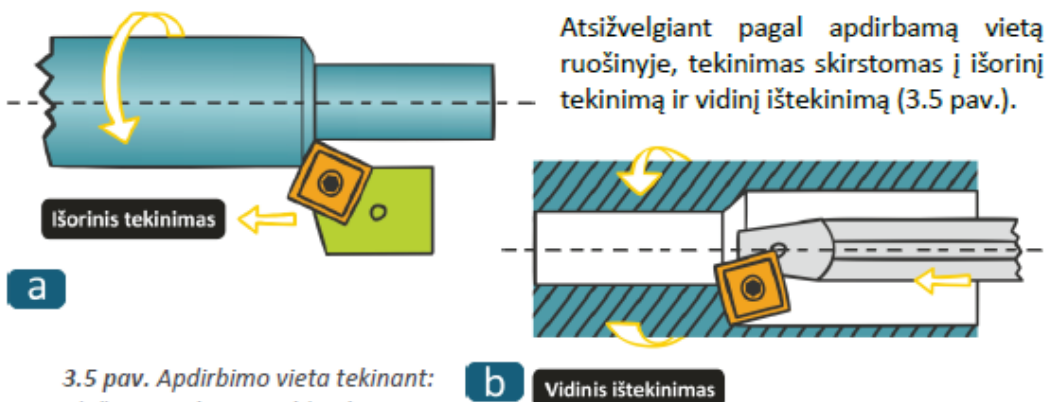 Atsižvelgiant pagal apdirbamą vietą
ruošinyje, tekinimas skirstomas į išorinį
tekinimą ir vidinį ištekinimą (3.5 pav.).
Išorinis tekinimas
a
3.5 pav. Apdirbimo vieta tekinant:
b
Vidinis ištekinimas